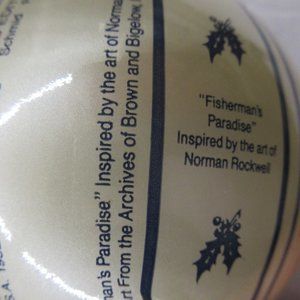 "Fisherman's
Paradise"
Inspired by the art of
Norman Rockwell
man's Paradise." Inspired by the art of Norman
Art From the Archives of Brown and Bigelow,